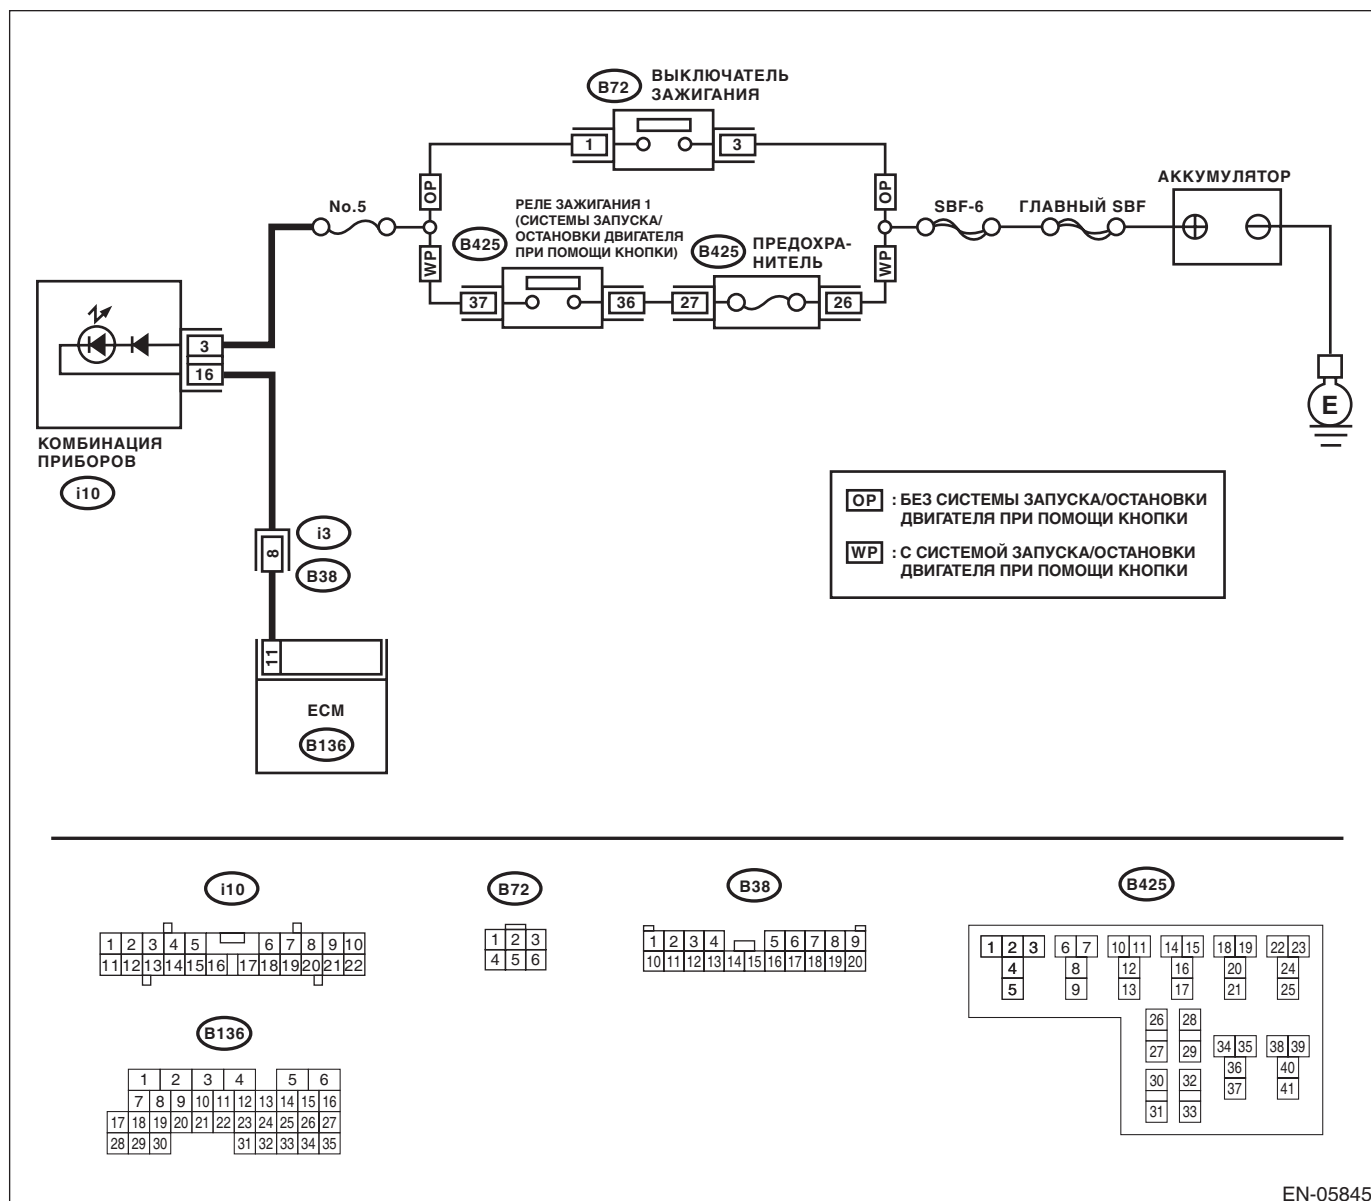 B72
ВЫКЛЮЧАТЕЛЬ
ЗАЖИГАНИЯ
1
3
OP
OP
АККУМУЛЯТОР
No.5
SBF-6
ГЛАВНЫЙ SBF
РЕЛЕ ЗАЖИГАНИЯ 1
(СИСТЕМЫ ЗАПУСКА/
ОСТАНОВКИ ДВИГАТЕЛЯ
ПРИ ПОМОЩИ КНОПКИ)
B425
B425
ПРЕДОХРА-
НИТЕЛЬ
WP
WP
37
36
27
26
3
16
E
КОМБИНАЦИЯ
ПРИБОРОВ
i10
8
i3
B38
OP : БЕЗ СИСТЕМЫ ЗАПУСКА/ОСТАНОВКИ
ДВИГАТЕЛЯ ПРИ ПОМОЩИ КНОПКИ
WP : С СИСТЕМОЙ ЗАПУСКА/ОСТАНОВКИ
ДВИГАТЕЛЯ ПРИ ПОМОЩИ КНОПКИ
11
ECM
B136
i10
1 2 3 4 5 6 7 8 9 10
11 12 13 14 15 16 17 18 19 20 21 22
B72
1 2 3
4 5 6
B38
1 2 3 4 5 6 7 8 9
10 11 12 13 14 15 16 17 18 19 20
B425
1 2 3 6 7 10 11 14 15 18 19 22 23
4 8 12 16 20 24
5 9 13 17 21 25
26 28
27 29 34 35 38 39
36 40
30 32 37 41
31 33
B136
1 2 3 4 5 6
7 8 9 10 11 12 13 14 15 16
17 18 19 20 21 22 23 24 25 26 27
28 29 30 31 32 33 34 35
EN-05845